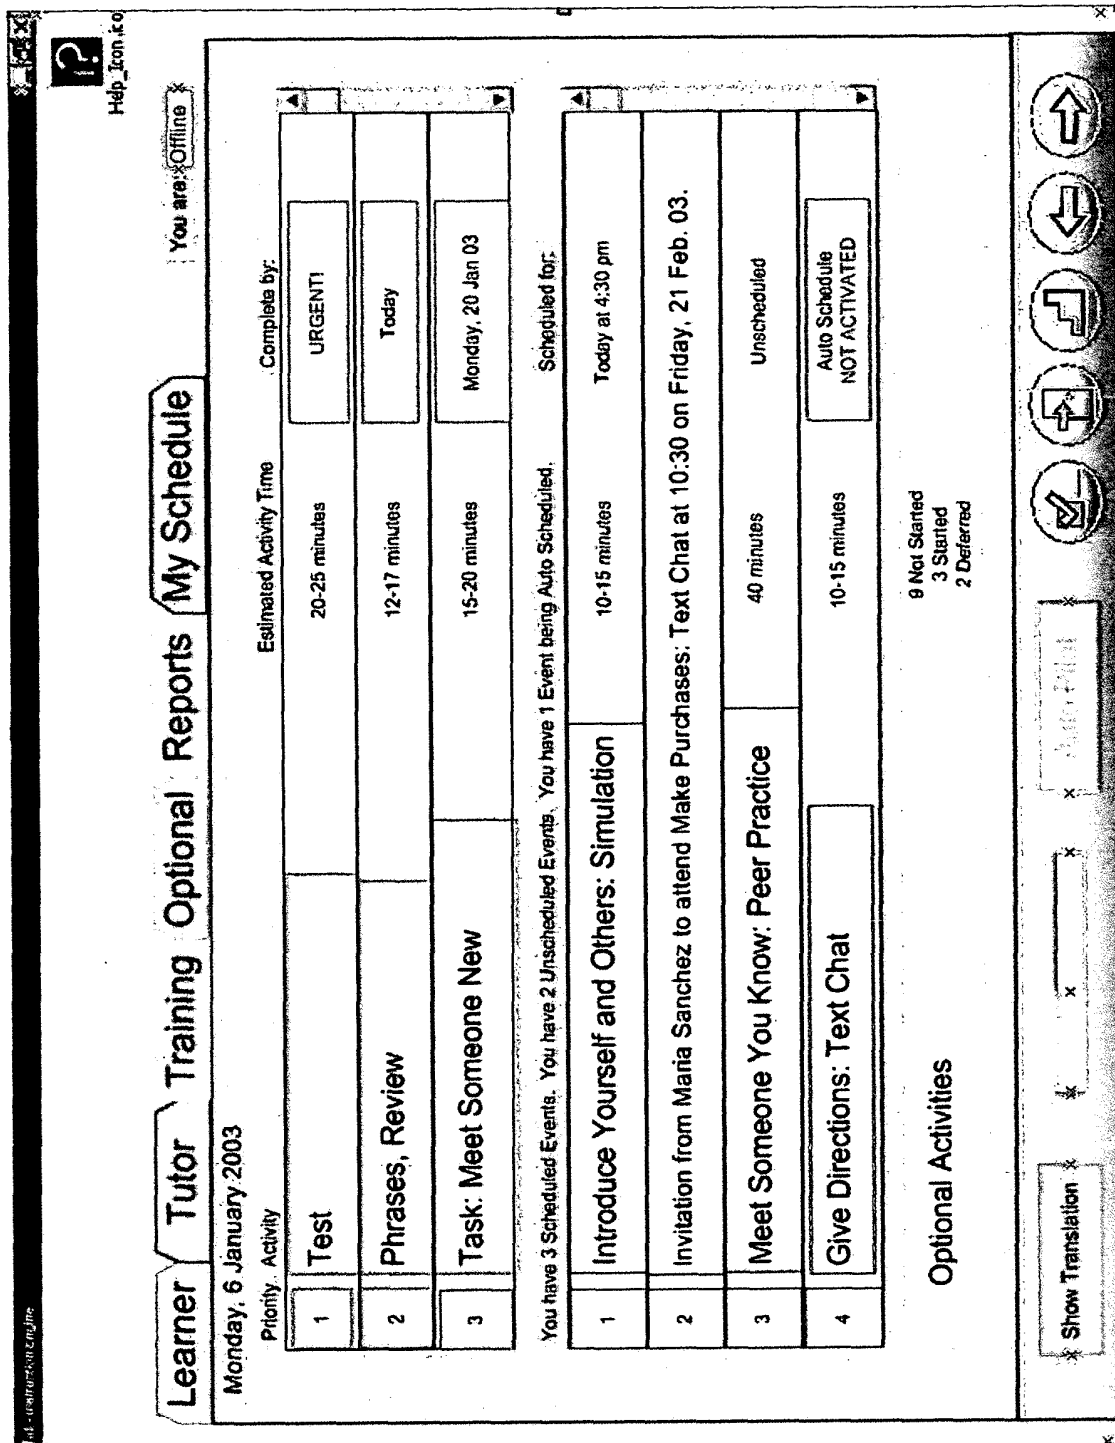 Help_Icon.ico
You are: Offline
Learner Tutor Training Optional Reports My Schedule
Monday, 6 January 2003
Priority Activity Estimated Activity Time Complete by:
1 Test 20-25 minutes URGENT!
2 Phrases, Review 12-17 minutes Today
3 Task: Meet Someone New 15-20 minutes Monday, 20 Jan 03
You have 3 Scheduled Events. You have 2 Unscheduled Events. You have 1 Event being Auto Scheduled. Scheduled for:
1 Introduce Yourself and Others: Simulation 10-15 minutes Today at 4:30 pm
2 Invitation from Maria Sanchez to attend Make Purchases: Text Chat at 10:30 on Friday, 21 Feb. 03.
3 Meet Someone You Know: Peer Practice 40 minutes Unscheduled
4 Give Directions: Text Chat 10-15 minutes Auto Schedule
NOT ACTIVATED
Optional Activities 9 Not Started
3 Started
2 Deferred
Show Translation Auto Pilot